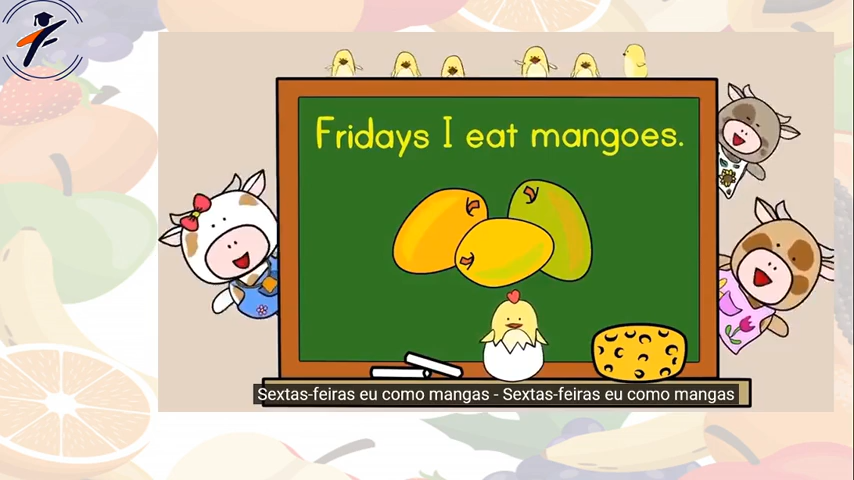 Fridays I eat mangoes.
Sextas-feiras eu como mangas - Sextas-feiras eu como mangas